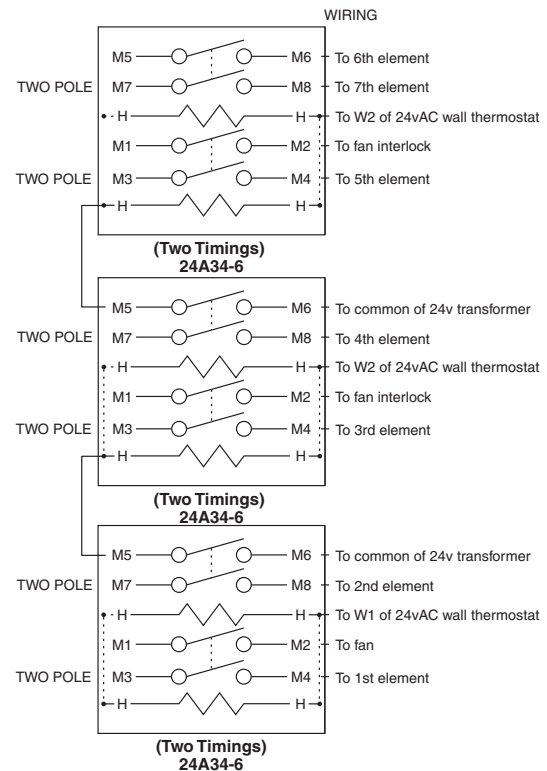 WIRING
M5 M6 To 6th element
TWO POLE M7 M8 To 7th element
H H To W2 of 24vAC wall thermostat
M1 M2 To fan interlock
TWO POLE M3 M4 To 5th element
H H
(Two Timings)
24A34-6
M5 M6 To common of 24v transformer
TWO POLE M7 M8 To 4th element
H H To W2 of 24vAC wall thermostat
M1 M2 To fan interlock
TWO POLE M3 M4 To 3rd element
H H
(Two Timings)
24A34-6
M5 M6 To common of 24v transformer
TWO POLE M7 M8 To 2nd element
H H To W1 of 24vAC wall thermostat
M1 M2 To fan
TWO POLE M3 M4 To 1st element
H H
(Two Timings)
24A34-6